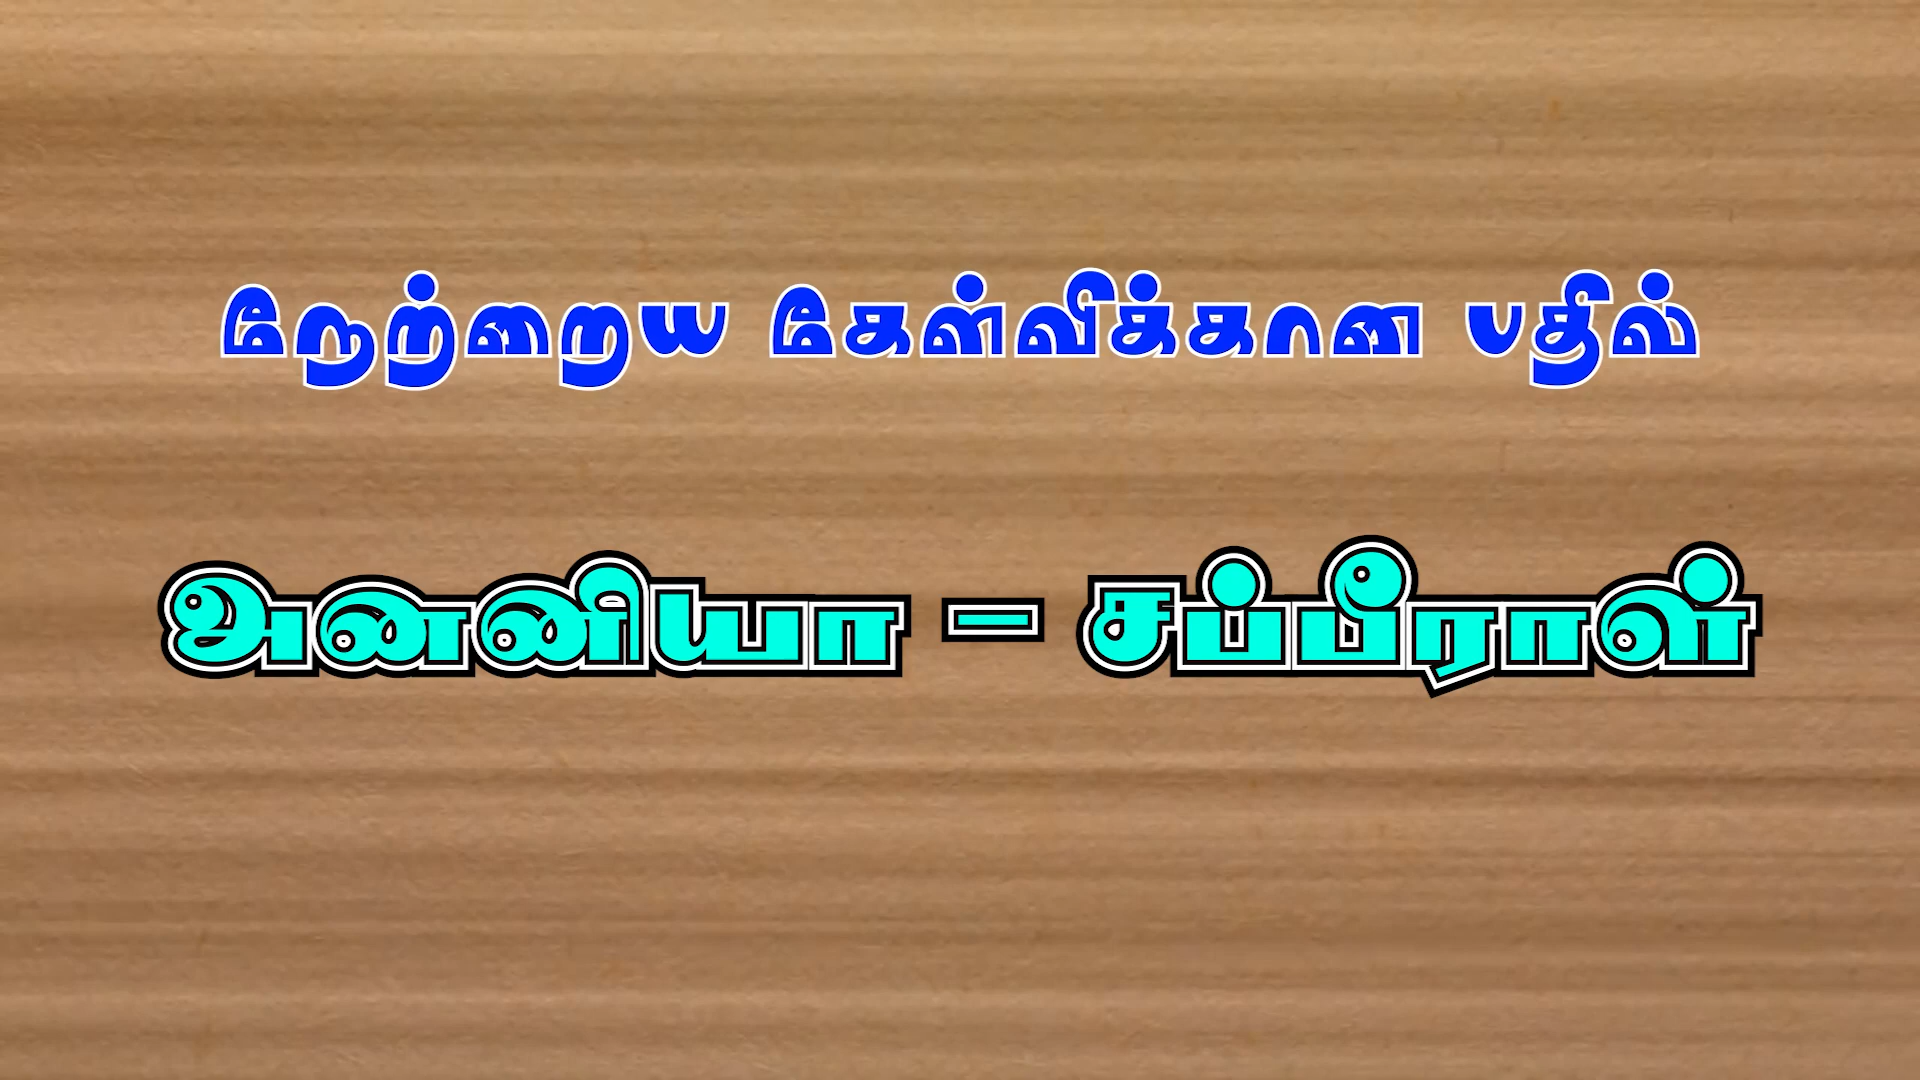 நேற்றைய கேள்விக்கான பதில்
அனனியா - சப்பீராள்